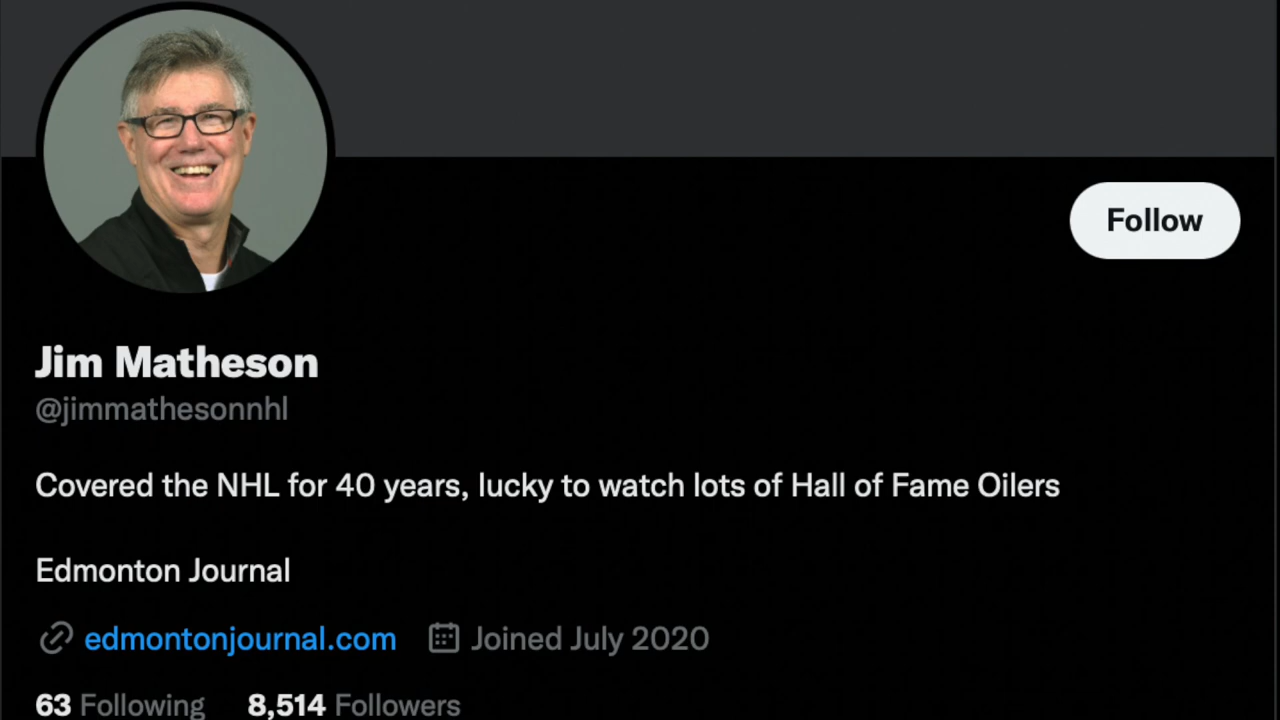 Follow
Jim Matheson
@jimmathesonnhl
Covered the NHL for 40 years, lucky to watch lots of Hall of Fame Oilers
Edmonton Journal
edmontonjournal.com Joined July 2020
63 Following 8,514 Followers